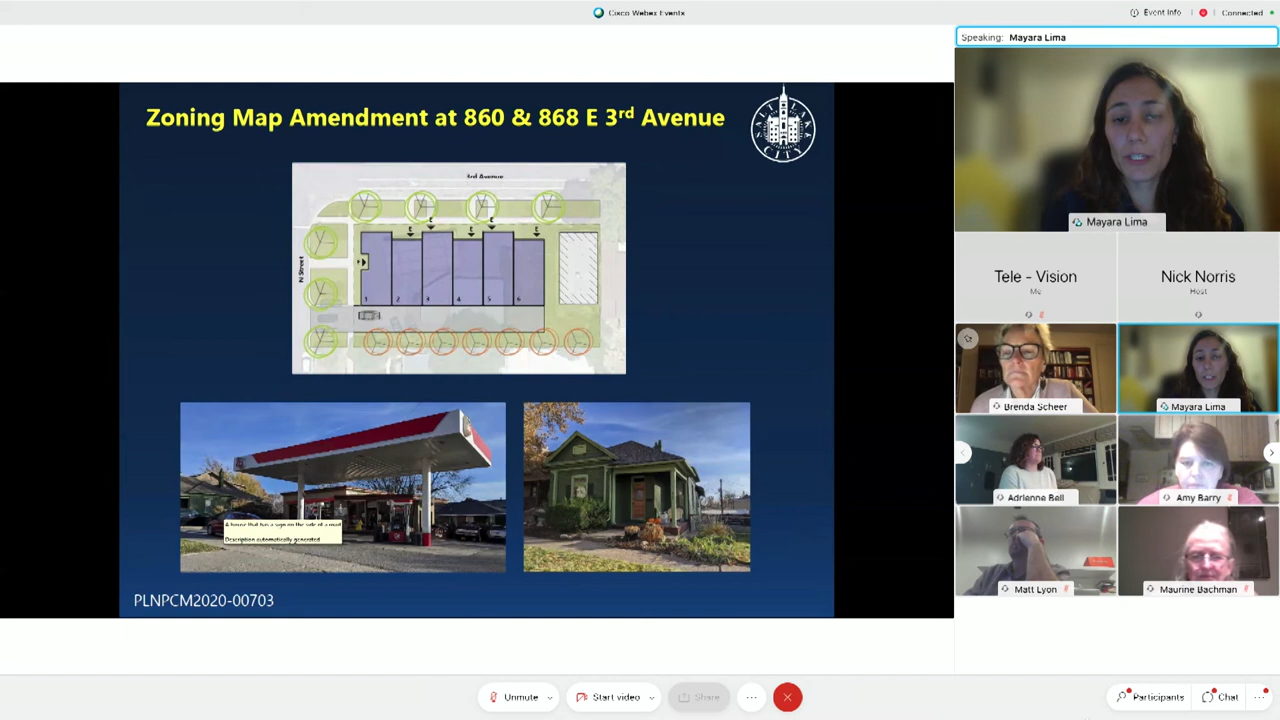 Cisco Webex Events
Event Info
Connected
Speaking: Mayara Lima
Zoning Map Amendment at 860 & 868 E 3rd Avenue
SALT LAKE CITY
3rd Avenue
E
E
E
E
E
E
N Street
1
2
3
4
5
6
A house that has a sign on the side of a road
Description automatically generated
PLNPCM2020-00703
Mayara Lima
Tele - Vision
Me
Nick Norris
Host
Brenda Scheer
Mayara Lima
Adrienne Bell
Amy Barry
Matt Lyon
Maurine Bachman
Unmute
Start video
Share
Participants
Chat